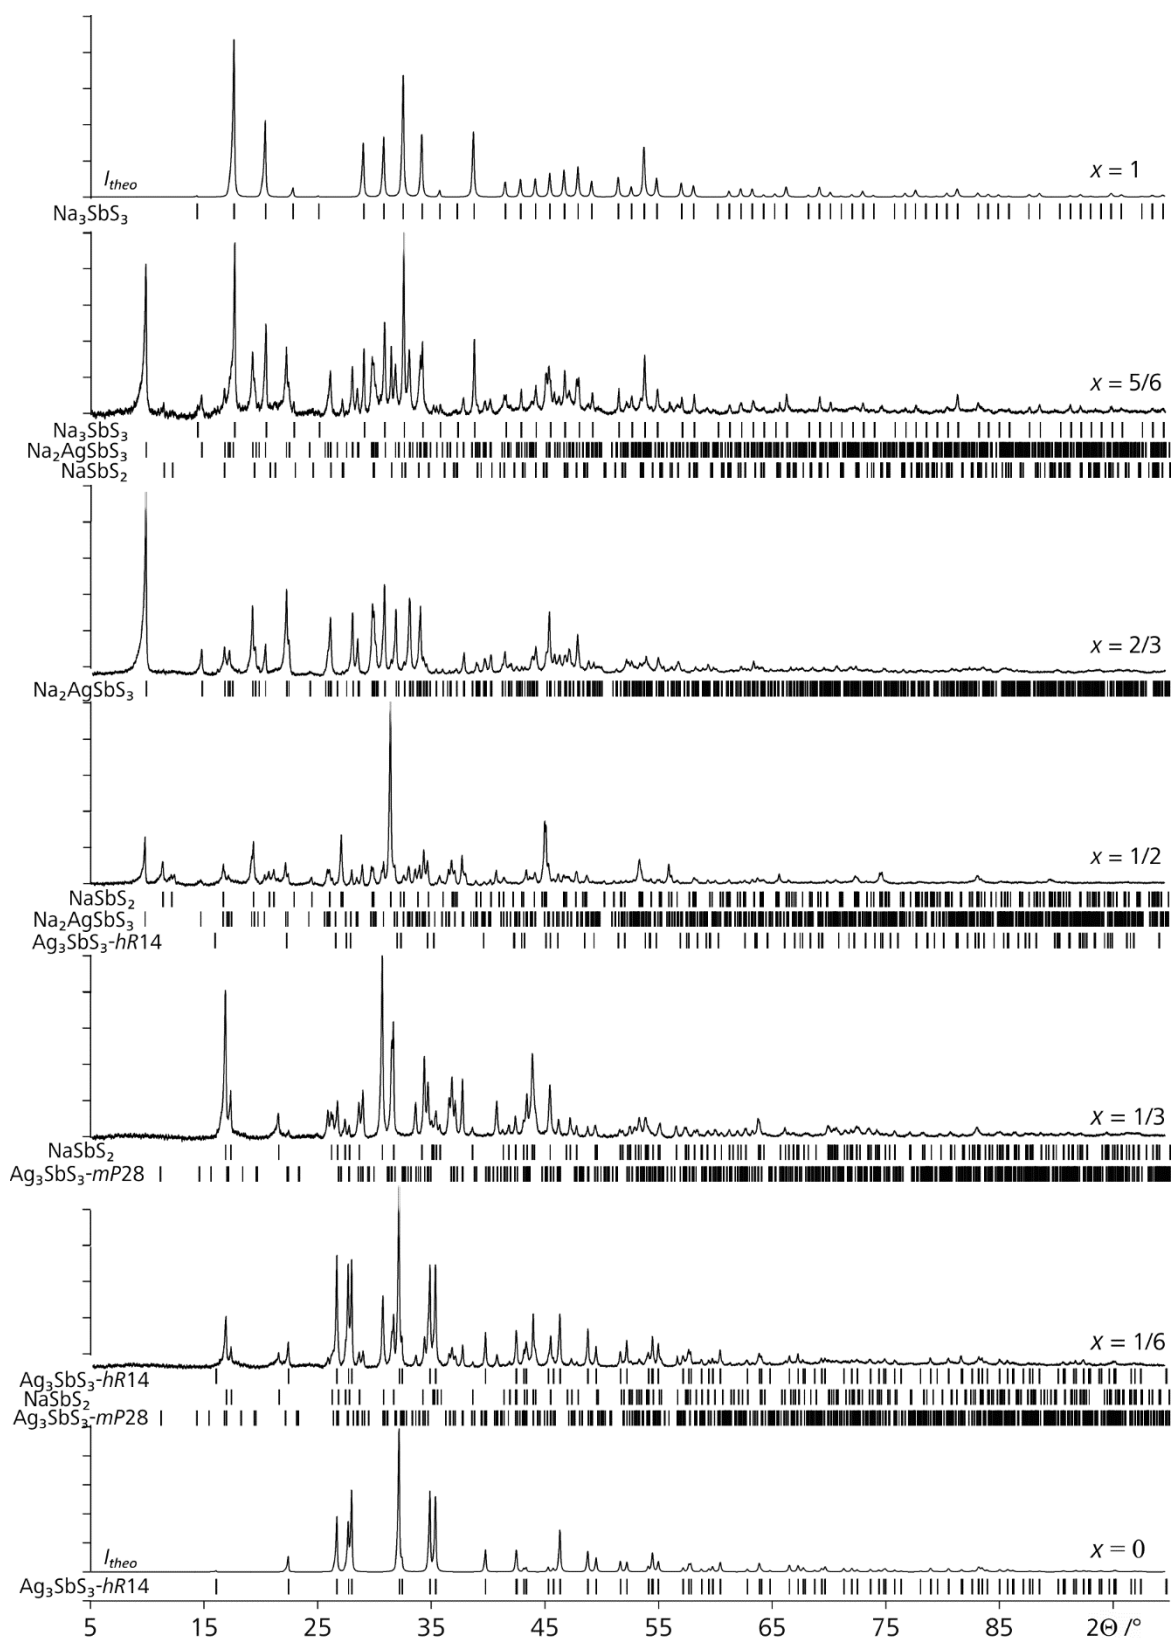 I_theo
x = 1
Na₃SbS₃
x = 5/6
Na₃SbS₃
Na₂AgSbS₃
NaSbS₂
x = 2/3
Na₂AgSbS₃
x = 1/2
NaSbS₂
Na₂AgSbS₃
Ag₃SbS₃-hR14
x = 1/3
NaSbS₂
Ag₃SbS₃-mP28
x = 1/6
Ag₃SbS₃-hR14
NaSbS₂
Ag₃SbS₃-mP28
I_theo
x = 0
Ag₃SbS₃-hR14
5 15 25 35 45 55 65 75 85 2Θ /°